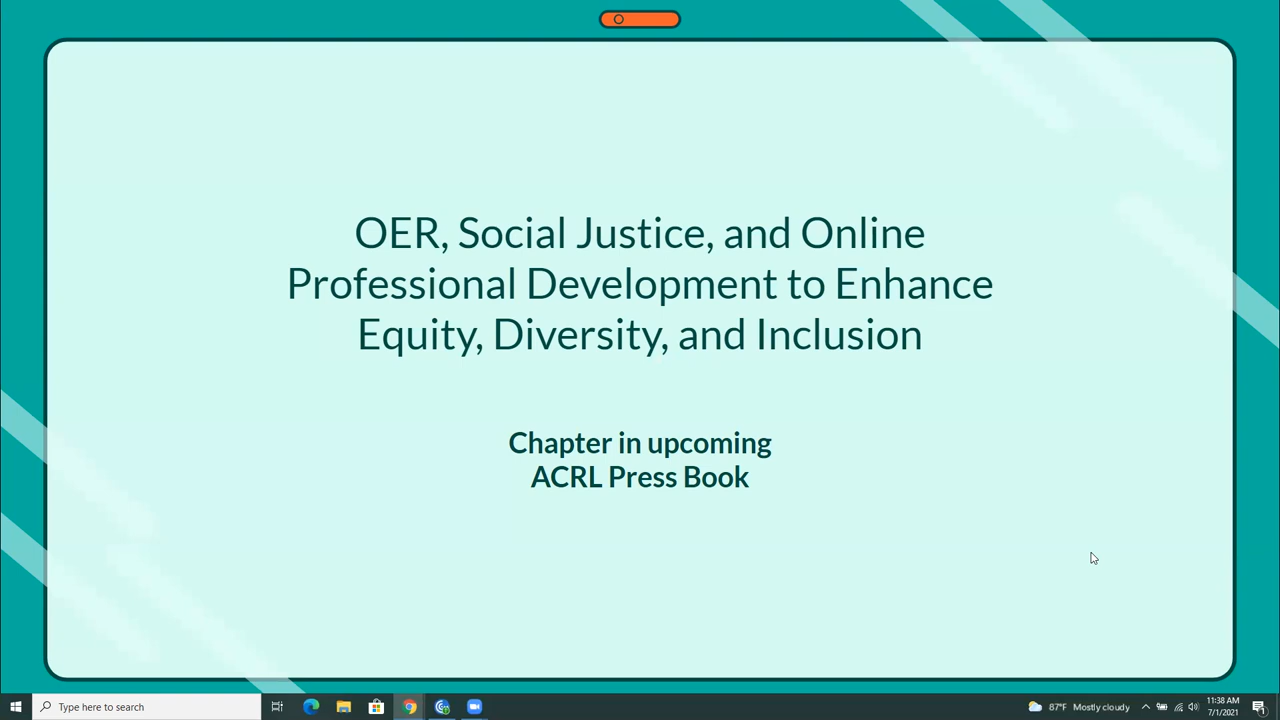 OER, Social Justice, and Online
Professional Development to Enhance
Equity, Diversity, and Inclusion
Chapter in upcoming
ACRL Press Book
Type here to search
87°F Mostly cloudy
11:38 AM
7/1/2021
1